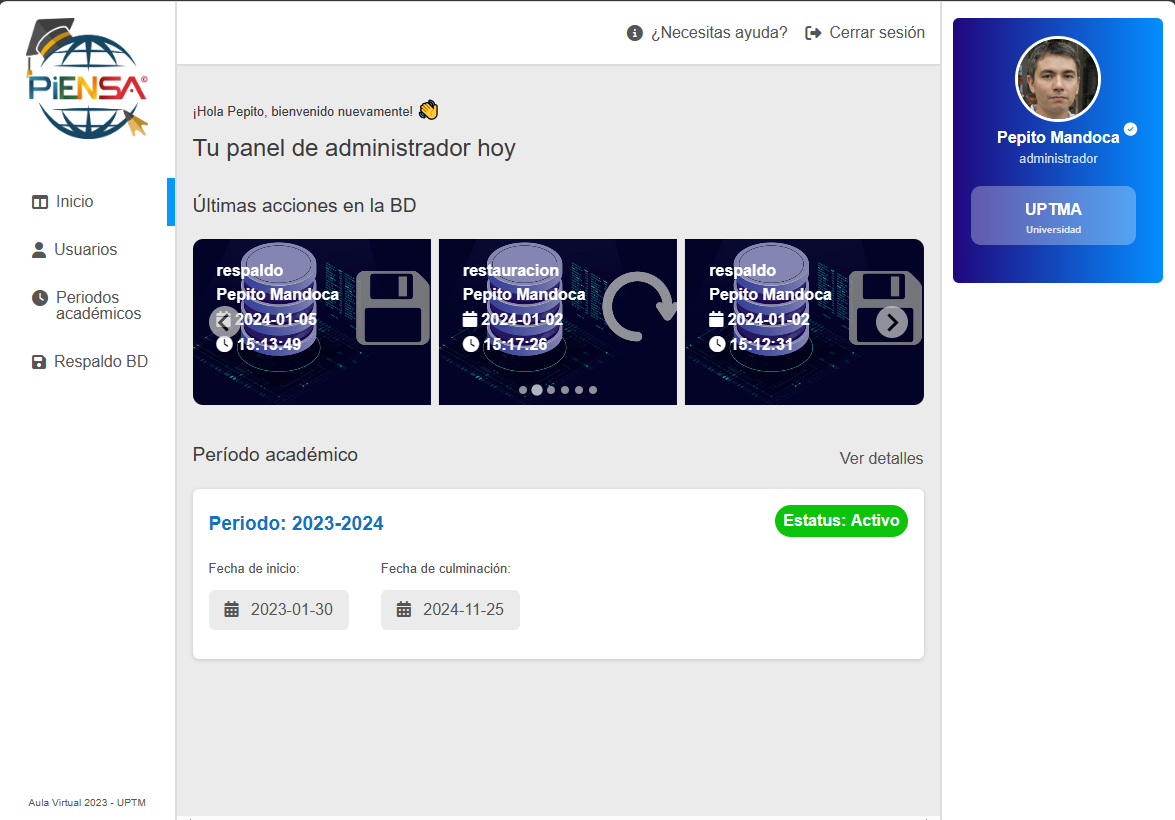 PiENSA©
Inicio
Usuarios
Periodos
académicos
Respaldo BD
Aula Virtual 2023 - UPTM
¿Necesitas ayuda?
Cerrar sesión
¡Hola Pepito, bienvenido nuevamente! 👏
Tu panel de administrador hoy
Últimas acciones en la BD
respaldo
Pepito Mandoca
2024-01-05
15:13:49
restauracion
Pepito Mandoca
2024-01-02
15:17:26
respaldo
Pepito Mandoca
2024-01-02
15:12:31
Período académico
Ver detalles
Periodo: 2023-2024
Estatus: Activo
Fecha de inicio:
2023-01-30
Fecha de culminación:
2024-11-25
Pepito Mandoca
administrador
UPTMA
Universidad